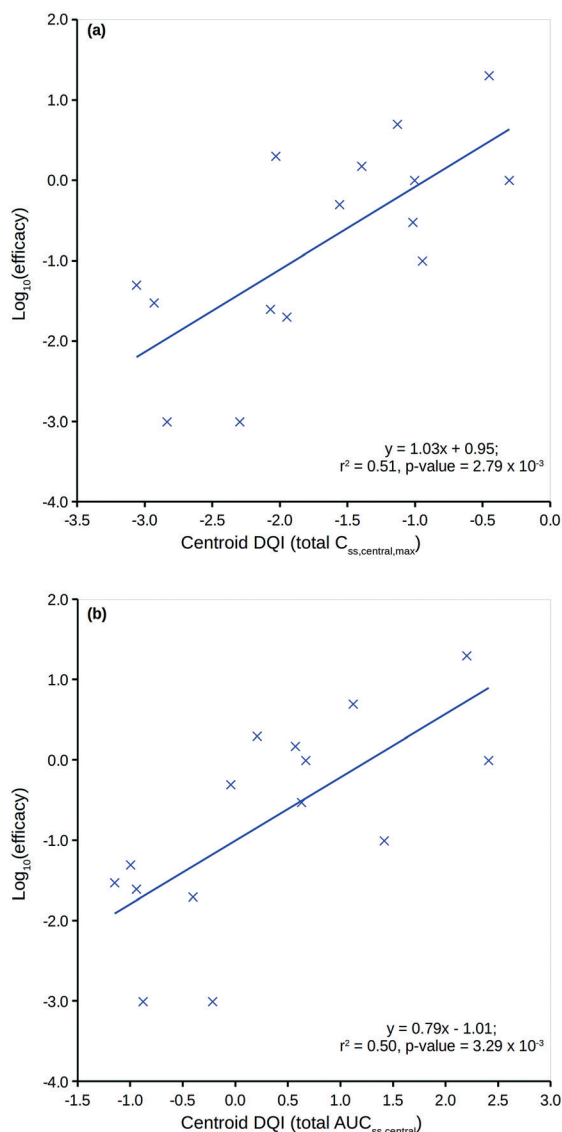 (a)
2.0
1.0
0.0
-1.0
-2.0
-3.0
-4.0
Log₁₀(efficacy)
y = 1.03x + 0.95;
r² = 0.51, p-value = 2.79 x 10⁻³
-3.5 -3.0 -2.5 -2.0 -1.5 -1.0 -0.5 0.0
Centroid DQI (total C_ss,central,max)
(b)
2.0
1.0
0.0
-1.0
-2.0
-3.0
-4.0
Log₁₀(efficacy)
y = 0.79x - 1.01;
r² = 0.50, p-value = 3.29 x 10⁻³
-1.5 -1.0 -0.5 0.0 0.5 1.0 1.5 2.0 2.5 3.0
Centroid DQI (total AUC_ss,central)